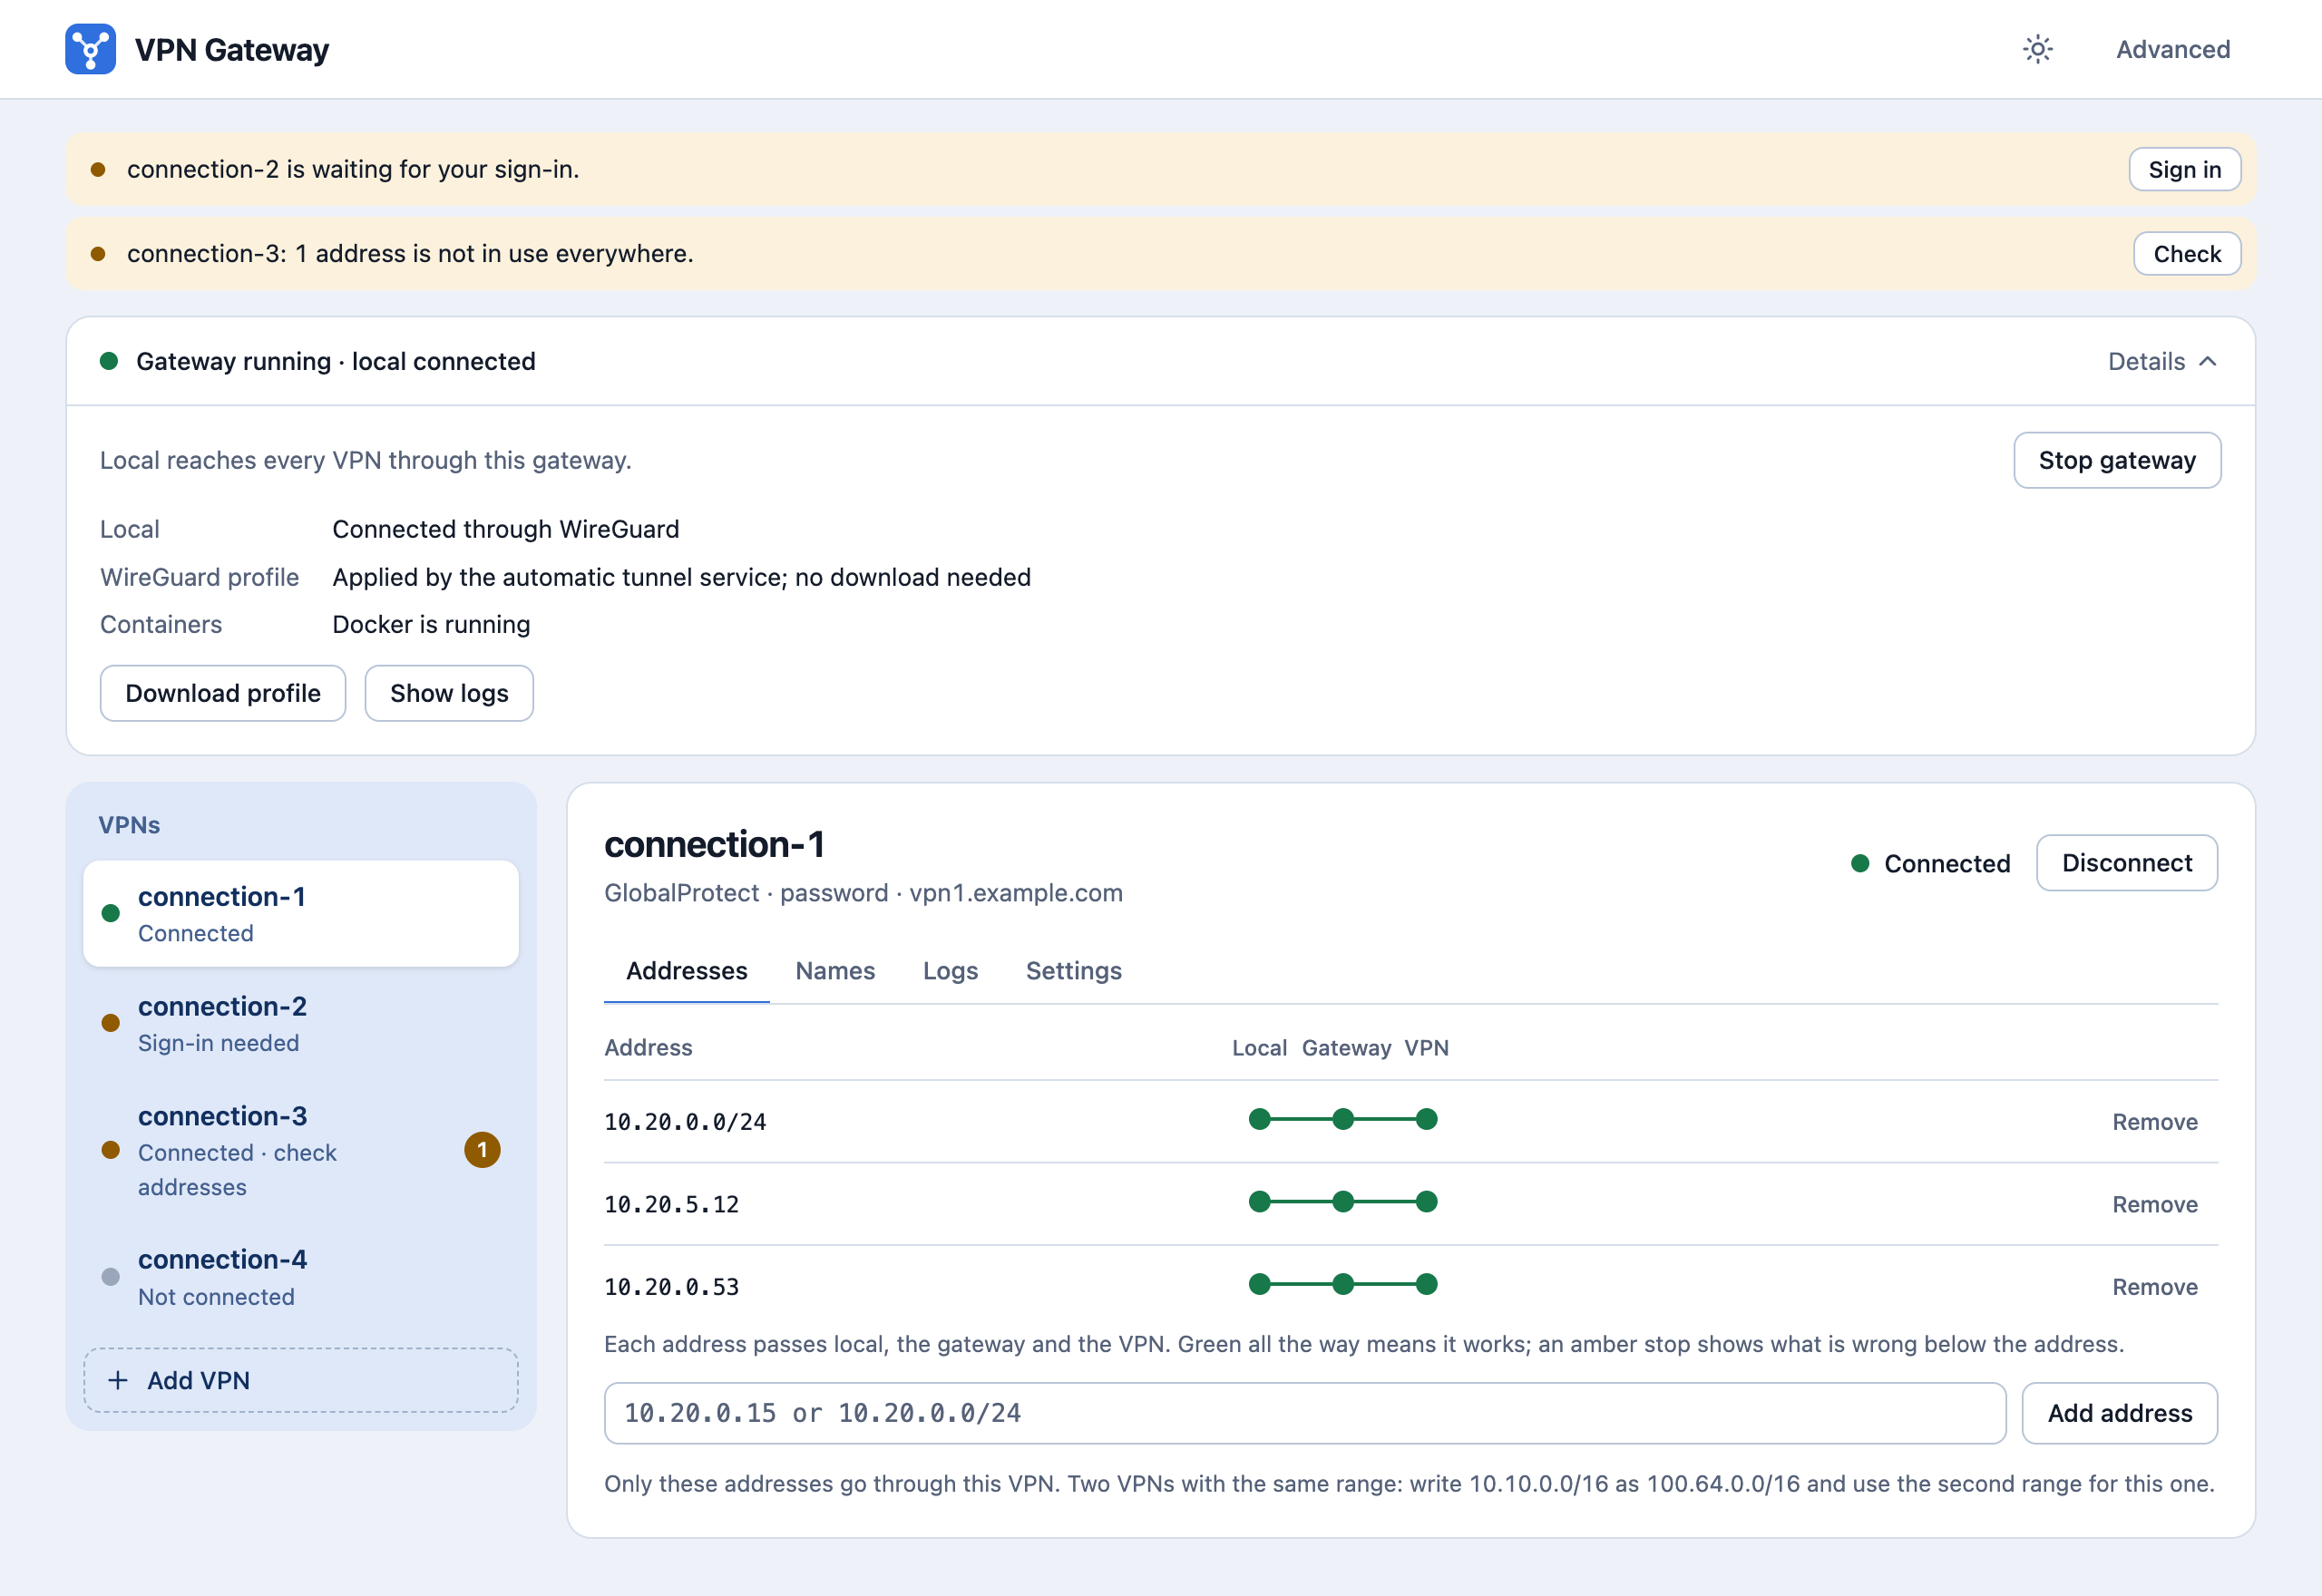 VPN Gateway
Advanced
connection-2 is waiting for your sign-in.
Sign in
connection-3: 1 address is not in use everywhere.
Check
Gateway running · local connected
Details
Local reaches every VPN through this gateway.
Stop gateway
Local Connected through WireGuard
WireGuard profile Applied by the automatic tunnel service; no download needed
Containers Docker is running
Download profile Show logs
VPNs
connection-1
Connected
connection-2
Sign-in needed
connection-3
Connected · check
addresses
1
connection-4
Not connected
+ Add VPN
connection-1
GlobalProtect · password · vpn1.example.com
Connected
Disconnect
Addresses Names Logs Settings
Address Local Gateway VPN
10.20.0.0/24 Remove
10.20.5.12 Remove
10.20.0.53 Remove
Each address passes local, the gateway and the VPN. Green all the way means it works; an amber stop shows what is wrong below the address.
10.20.0.15 or 10.20.0.0/24
Add address
Only these addresses go through this VPN. Two VPNs with the same range: write 10.10.0.0/16 as 100.64.0.0/16 and use the second range for this one.